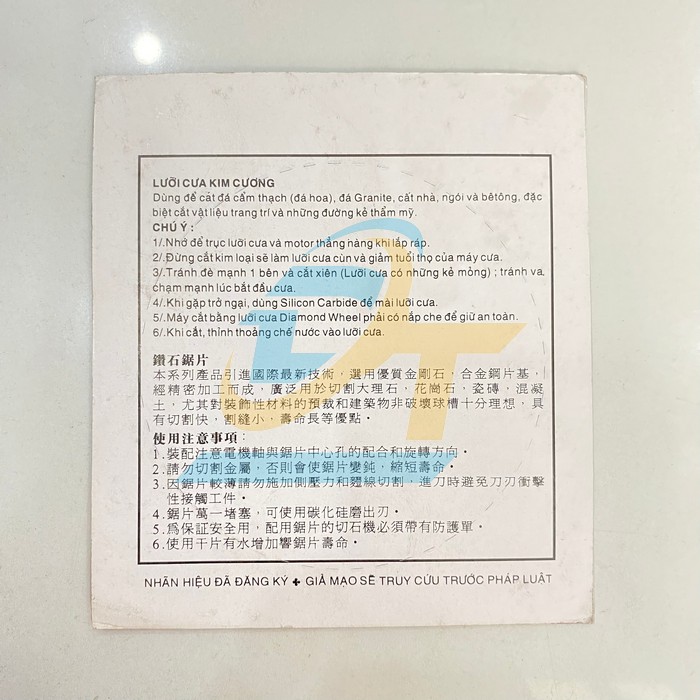 LƯỠI CƯA KIM CƯƠNG
Dùng để cắt đá cẩm thạch (đá hoa), đá Granite, cắt nhà, ngói và bêtông, đặc
biệt cắt vật liệu trang trí và những đường kẻ thẩm mỹ.
CHÚ Ý :
1/.Nhớ để trục lưỡi cưa và motor thẳng hàng khi lắp ráp.
2/.Đừng cắt kim loại sẽ làm lưỡi cưa cùn và giảm tuổi thọ của máy cưa.
3/.Tránh đè mạnh 1 bên và cắt xiên (Lưỡi cưa có những kẻ mỏng) ; tránh va
chạm mạnh lúc bắt đầu cưa.
4/.Khi gặp trở ngại, dùng Silicon Carbide để mài lưỡi cưa.
5/.Máy cắt bằng lưỡi cưa Diamond Wheel phải có nắp che để giữ an toàn.
6/.Khi cắt, thỉnh thoảng chế nước vào lưỡi cưa.
鑽石鋸片
本系列產品引進國際最新技術，選用優質金剛石，合金鋼片基，
經精密加工而成，廣泛用於切割大理石，花崗石，瓷磚，混凝
土，尤其對裝飾性材料的預裁和建築物非破壞球槽十分理想，具
有切割快，割縫小，壽命長等優點・
使用注意事項：
1.裝配注意電機軸與鋸片中心孔的配合和旋轉方向・
2.請勿切割金屬，否則會使鋸片變鈍，縮短壽命・
3.因鋸片較薄請勿施加側壓力和麯線切割，進刀時避免刀刃衝擊
性接觸工件・
4.鋸片萬一堵塞，可使用碳化硅磨出刃・
5.爲保証安全用，配用鋸片的切石機必須帶有防護單・
6.使用干片有水增加響鋸片壽命・
NHÃN HIỆU ĐÃ ĐĂNG KÝ ✚ GIẢ MẠO SẼ TRUY CỨU TRƯỚC PHÁP LUẬT
DT